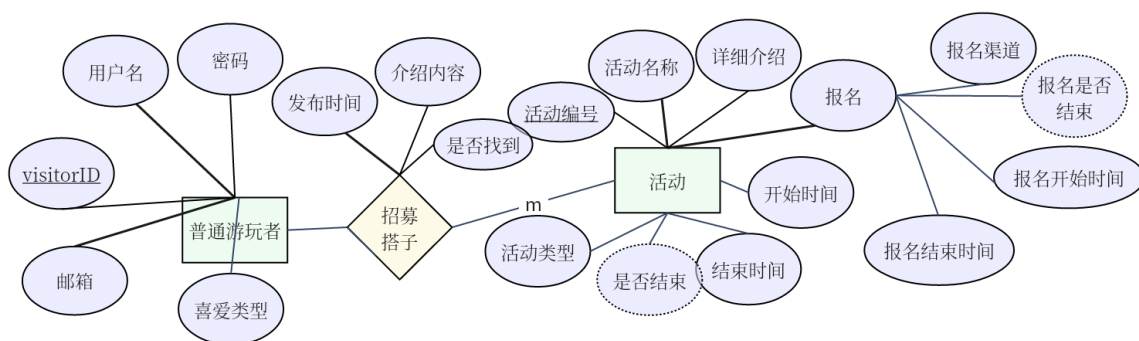 用户名
密码
visitorID
普通游玩者
邮箱
喜爱类型
发布时间
介绍内容
是否找到
招募
搭子
m
活动编号
活动名称
详细介绍
报名
活动
开始时间
活动类型
是否结束
结束时间
报名渠道
报名是否
结束
报名开始时间
报名结束时间